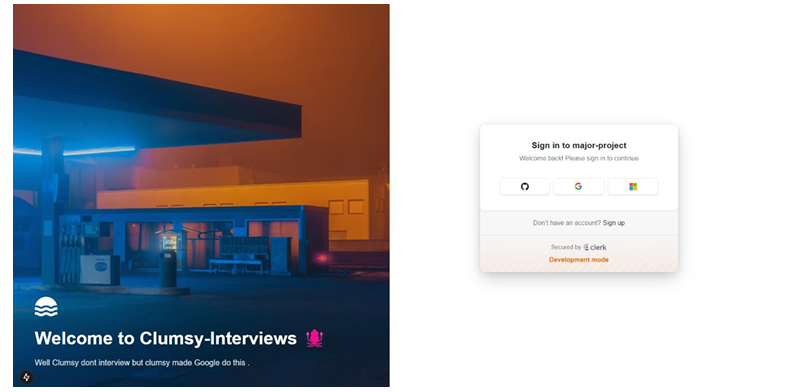 Welcome to Clumsy-Interviews
Well Clumsy dont interview but clumsy made Google do this .
Sign in to major-project
Welcome back! Please sign in to continue
Don't have an account? Sign up
Secured by clerk
Development mode